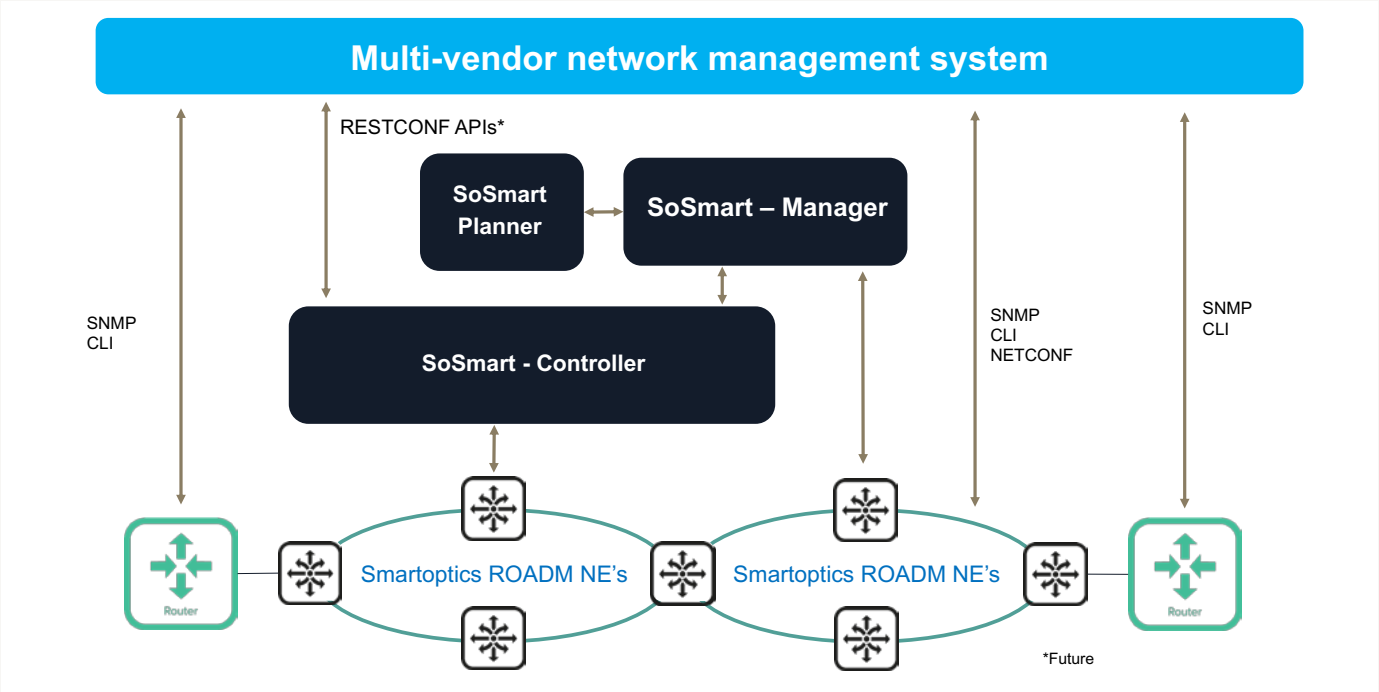 Multi-vendor network management system
RESTCONF APIs*
SoSmart
Planner
SoSmart – Manager
SNMP
CLI
SoSmart - Controller
SNMP
CLI
NETCONF
SNMP
CLI
Router
Smartoptics ROADM NE’s
Smartoptics ROADM NE’s
Router
*Future